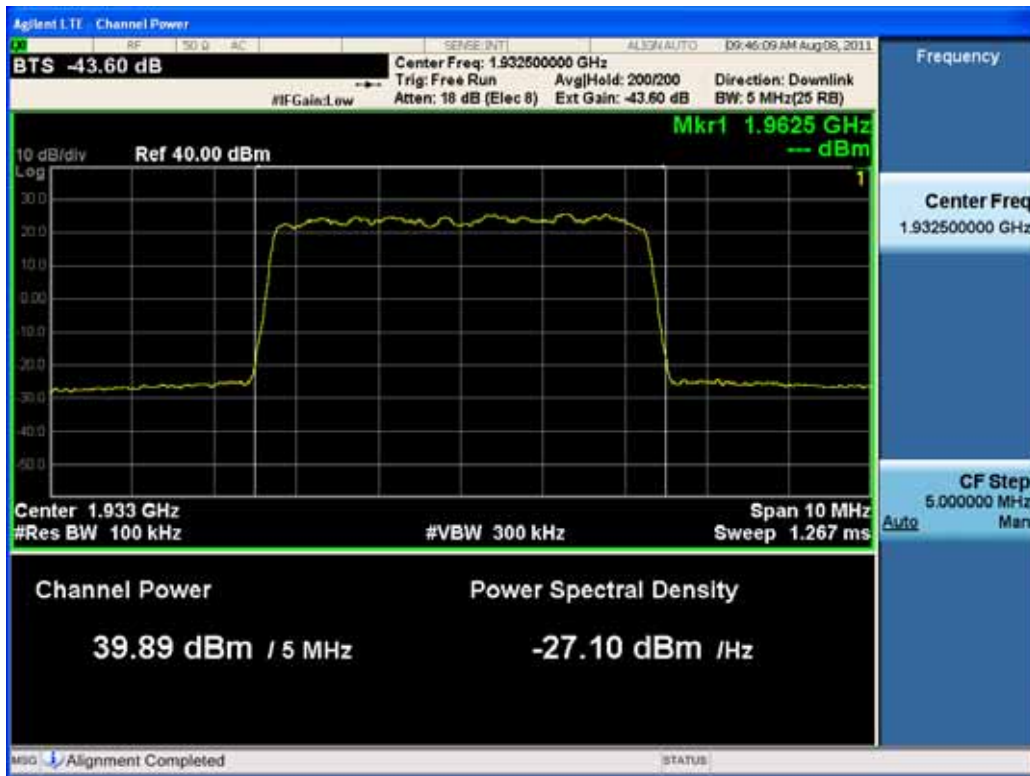 Agilent LTE - Channel Power
RF 50 Ω AC SENSE:INT ALIGN AUTO 09:46:09 AM Aug 08, 2011
BTS -43.60 dB
Center Freq: 1.932500000 GHz
Trig: Free Run Avg|Hold: 200/200 Direction: Downlink
#IFGain:Low Atten: 18 dB (Elec 8) Ext Gain: -43.60 dB BW: 5 MHz(25 RB)
Mkr1 1.9625 GHz
--- dBm
10 dB/div Ref 40.00 dBm
Log
1
30.0
20.0
10.0
0.00
-10.0
-20.0
-30.0
-40.0
-50.0
Center 1.933 GHz Span 10 MHz
#Res BW 100 kHz #VBW 300 kHz Sweep 1.267 ms
Channel Power Power Spectral Density
39.89 dBm / 5 MHz -27.10 dBm /Hz
Frequency
Center Freq
1.932500000 GHz
CF Step
5.000000 MHz
Auto Man
MSG Alignment Completed STATUS